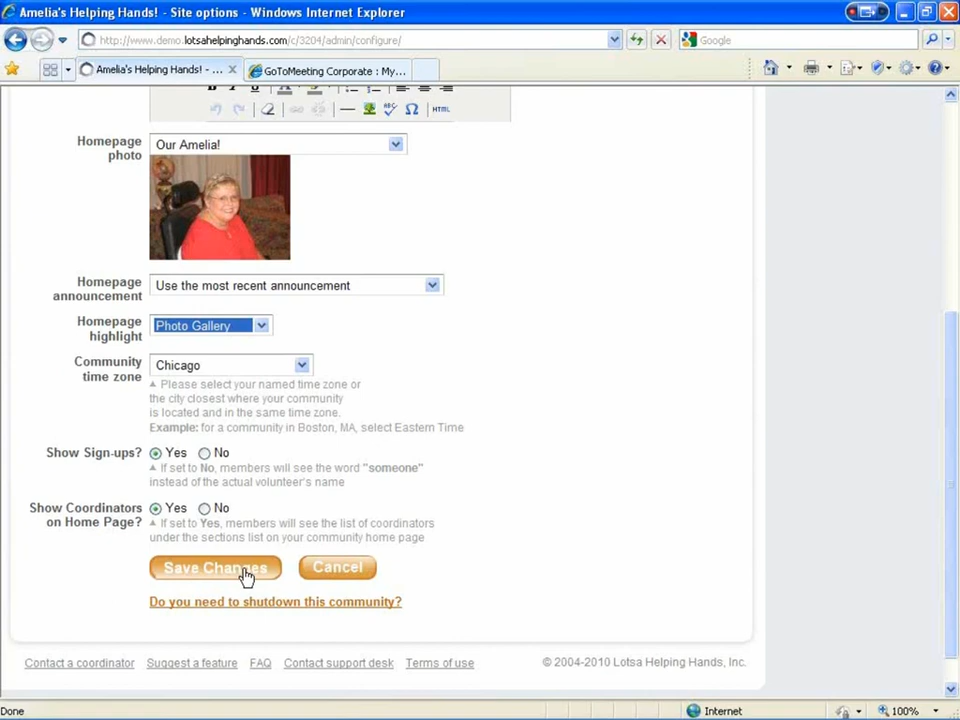 Amelia's Helping Hands! - Site options - Windows Internet Explorer
http://www.demo.lotsahelpinghands.com/c/3204/admin/configure/
Google
Amelia's Helping Hands! - ...
GoToMeeting Corporate : My...
B I U
ABC
HTML
Homepage photo
Our Amelia!
Homepage announcement
Use the most recent announcement
Homepage highlight
Photo Gallery
Community time zone
Chicago
Please select your named time zone or
the city closest where your community
is located and in the same time zone.
Example: for a community in Boston, MA, select Eastern Time
Show Sign-ups? Yes No
If set to No, members will see the word "someone"
instead of the actual volunteer's name
Show Coordinators on Home Page? Yes No
If set to Yes, members will see the list of coordinators
under the sections list on your community home page
Save Changes Cancel
Do you need to shutdown this community?
Contact a coordinator Suggest a feature FAQ Contact support desk Terms of use © 2004-2010 Lotsa Helping Hands, Inc.
Done Internet 100%